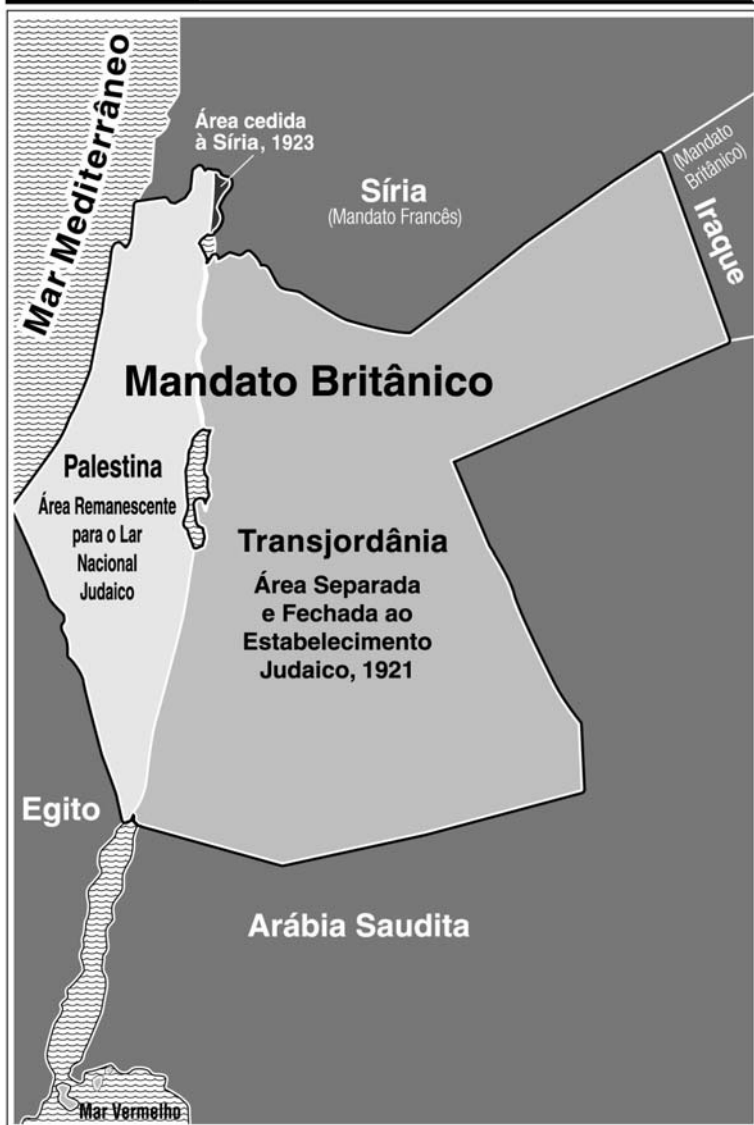 Mar Mediterrâneo
Área cedida
à Síria, 1923
Síria
(Mandato Francês)
(Mandato
Britânico)
Iraque
Mandato Britânico
Palestina
Área Remanescente
para o Lar
Nacional
Judaico
Transjordânia
Área Separada
e Fechada ao
Estabelecimento
Judaico, 1921
Egito
Arábia Saudita
Mar Vermelho